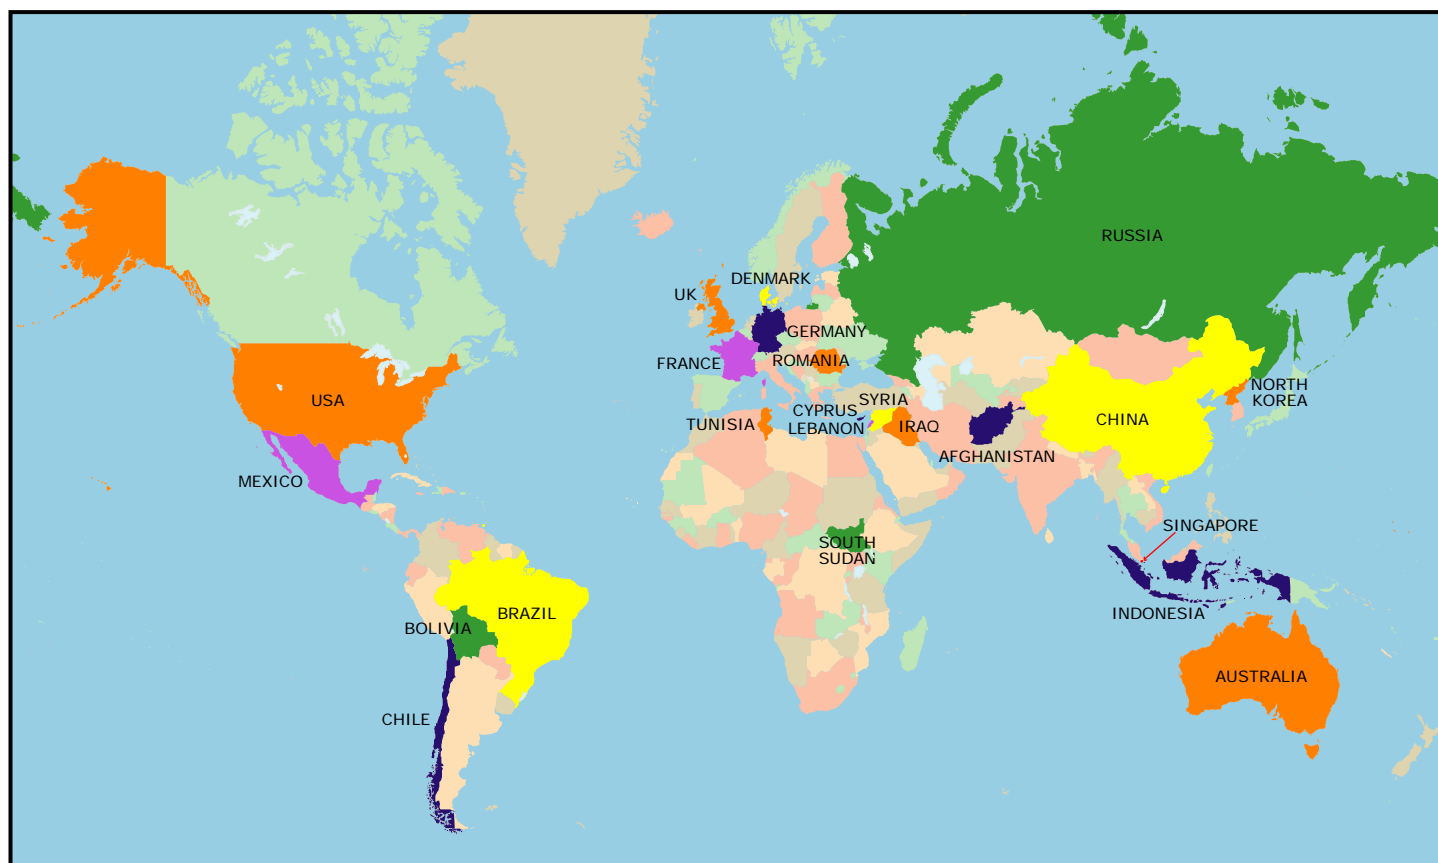 RUSSIA
DENMARK
UK
GERMANY
FRANCE
ROMANIA
USA
SYRIA
NORTH
KOREA
CYPRUS
LEBANON
TUNISIA
IRAQ
CHINA
AFGHANISTAN
MEXICO
SINGAPORE
SOUTH
SUDAN
BRAZIL
INDONESIA
BOLIVIA
AUSTRALIA
CHILE